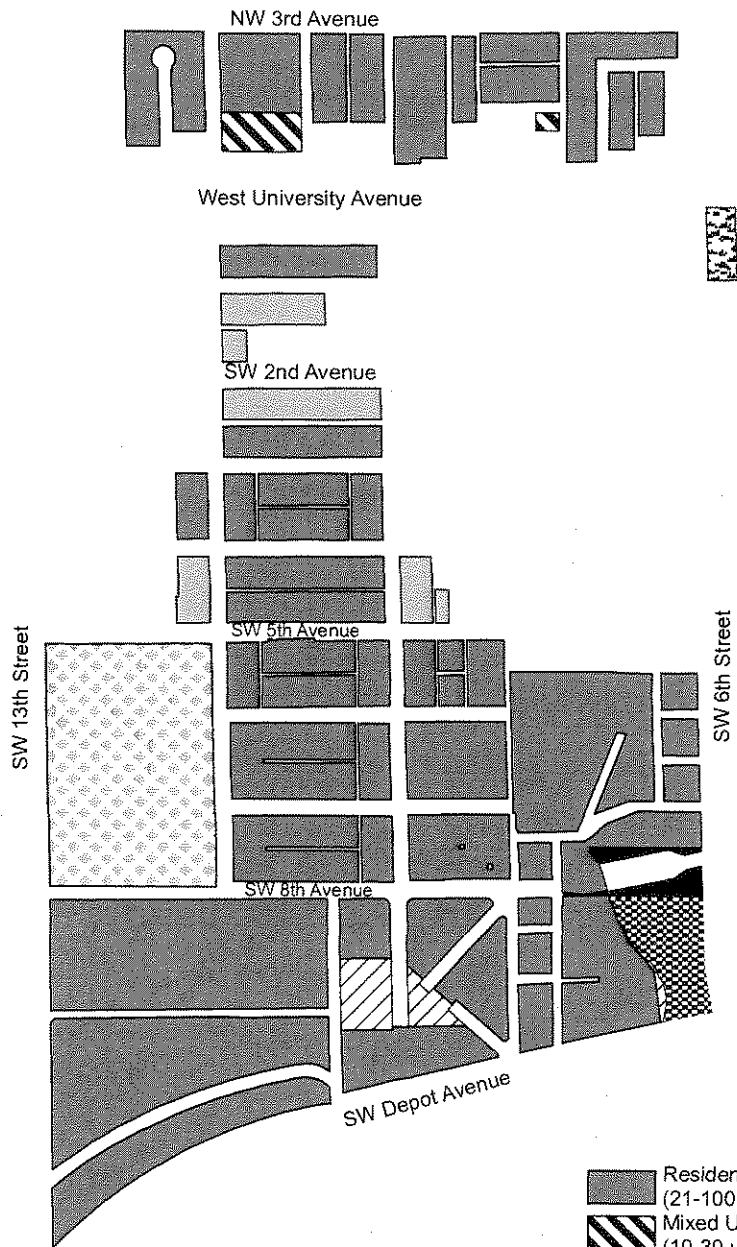 NW 3rd Avenue
West University Avenue
SW 2nd Avenue
SW 5th Avenue
SW 13th Street
SW 6th Street
SW 8th Avenue
SW Depot Avenue
(21-100
Mixed U